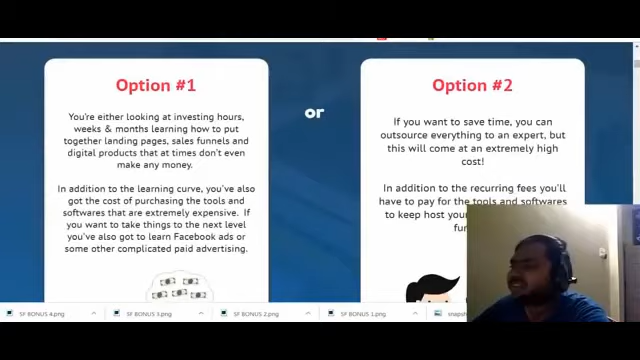 Option #1
You're either looking at investing hours,
weeks & months learning how to put
together landing pages, sales funnels and
digital products that at times don't even
make any money.
In addition to the learning curve, you've also
got the cost of purchasing the tools and
softwares that are extremely expensive. If
you want to take things to the next level
you've also got to learn Facebook ads or
some other complicated paid advertising.
or
Option #2
If you want to save time, you can
outsource everything to an expert, but
this will come at an extremely high
cost!
In addition to the recurring fees you'll
have to pay for the tools and softwares
to keep host your
SF BONUS 4.png
SF BONUS 3.png
SF BONUS 2.png
SF BONUS 1.png